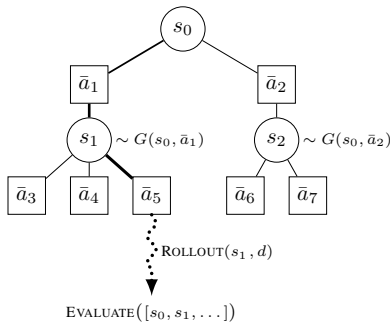 s₀
ā₁ ā₂
s₁ ∼ G(s₀, ā₁) s₂ ∼ G(s₀, ā₂)
ā₃ ā₄ ā₅ ā₆ ā₇
ROLLOUT(s₁, d)
EVALUATE([s₀, s₁, . . . ])